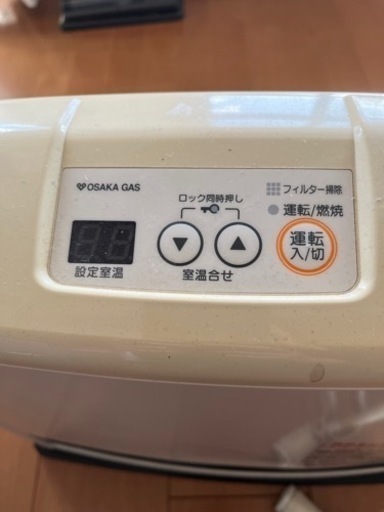 OSAKA GAS
ロック同時押し
フィルター掃除
運転/燃焼
運転
入/切
▼
▲
設定室温
室温合せ